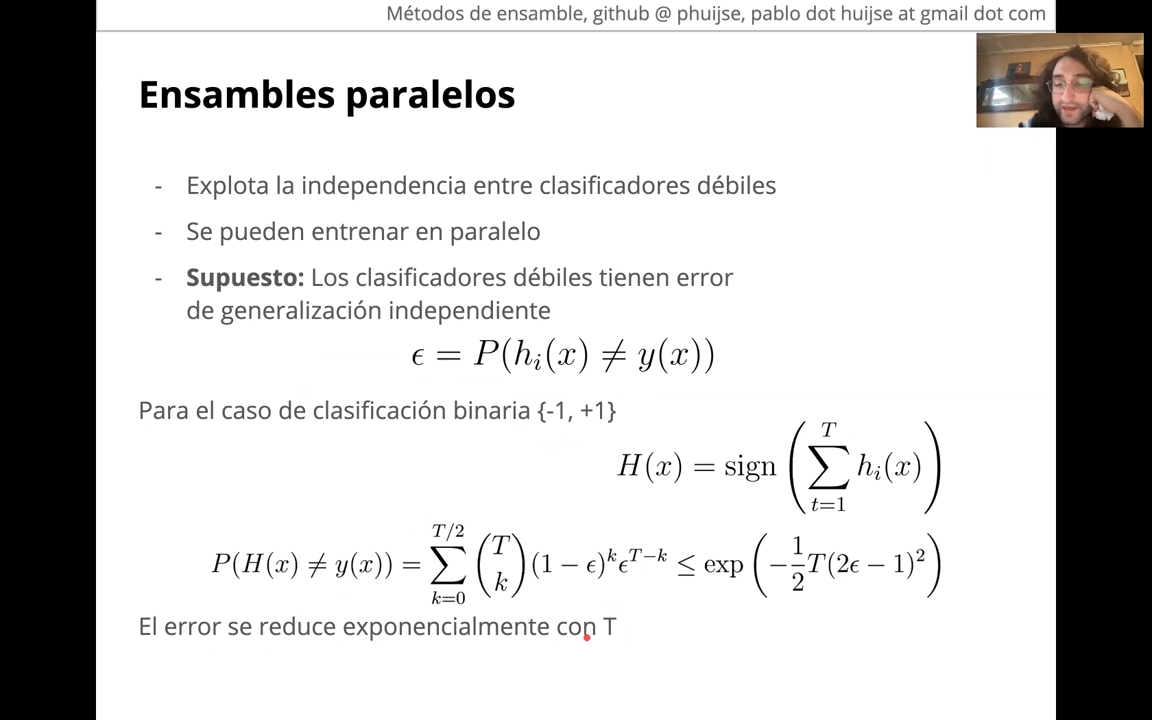 Métodos de ensamble, github @ phuijse, pablo dot huijse at gmail dot com
Ensambles paralelos
- Explota la independencia entre clasificadores débiles
- Se pueden entrenar en paralelo
- Supuesto: Los clasificadores débiles tienen error
de generalización independiente
ϵ = P(h_i(x) ≠ y(x))
Para el caso de clasificación binaria {-1, +1}
H(x) = sign(∑_{t=1}^{T} h_i(x))
P(H(x) ≠ y(x)) = ∑_{k=0}^{T/2} \binom{T}{k} (1 − ϵ)^k ϵ^{T−k} ≤ exp(−\frac{1}{2}T(2ϵ − 1)^2)
El error se reduce exponencialmente con T